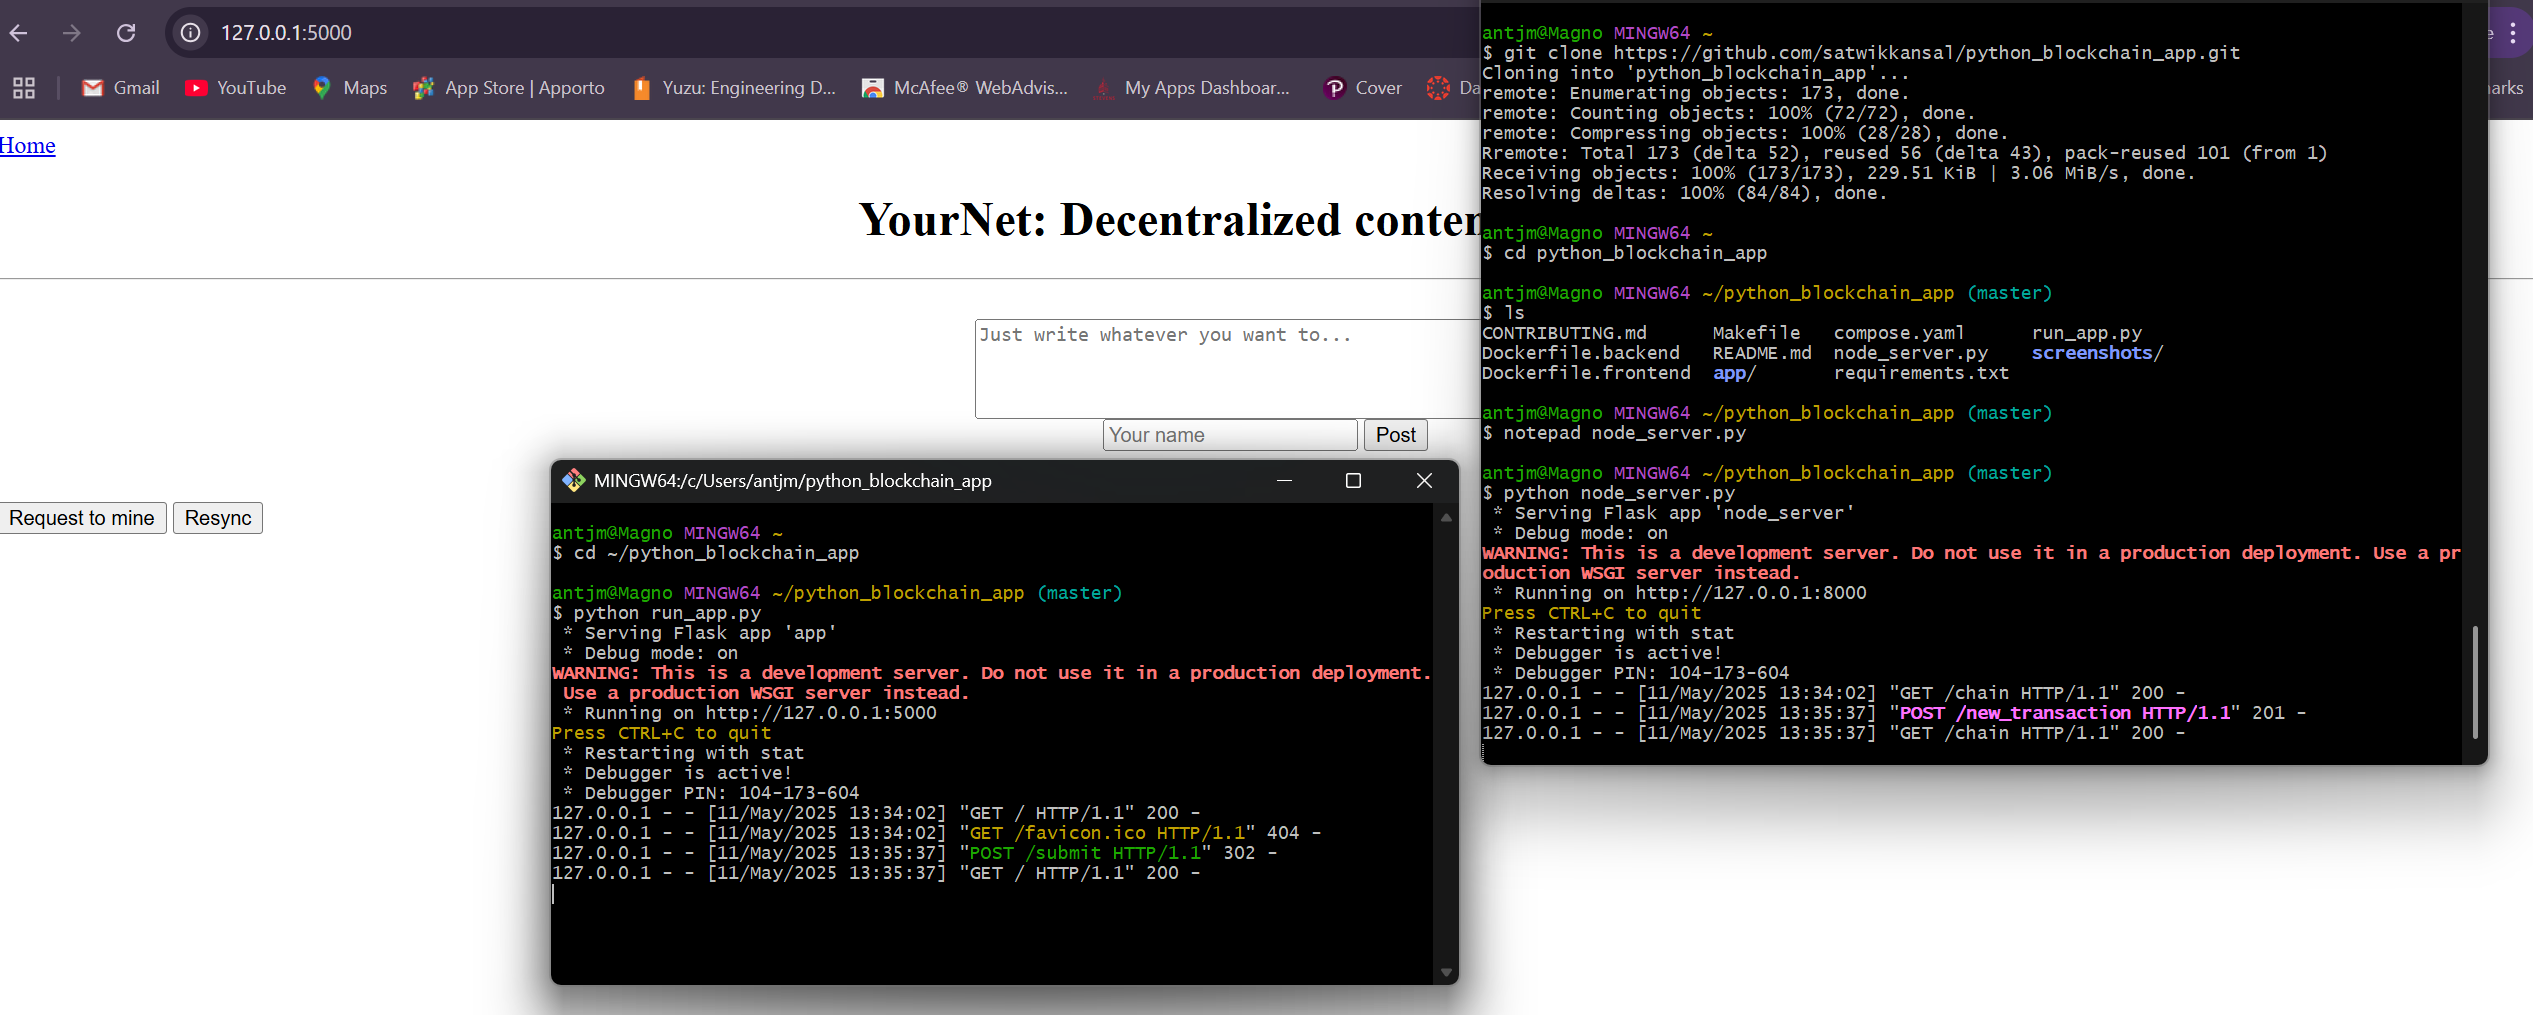 127.0.0.1:5000
Gmail
YouTube
Maps
App Store | Apporto
Yuzu: Engineering D...
McAfee® WebAdvis...
My Apps Dashboar...
Cover
Da
arks
Home
YourNet: Decentralized conten
Just write whatever you want to...
Your name
Post
Request to mine
Resync
MINGW64:/c/Users/antjm/python_blockchain_app
antjm@Magno MINGW64 ~
$ cd ~/python_blockchain_app
antjm@Magno MINGW64 ~/python_blockchain_app (master)
$ python run_app.py
* Serving Flask app 'app'
* Debug mode: on
WARNING: This is a development server. Do not use it in a production deployment.
Use a production WSGI server instead.
* Running on http://127.0.0.1:5000
Press CTRL+C to quit
* Restarting with stat
* Debugger is active!
* Debugger PIN: 104-173-604
127.0.0.1 - - [11/May/2025 13:34:02] "GET / HTTP/1.1" 200 -
127.0.0.1 - - [11/May/2025 13:34:02] "GET /favicon.ico HTTP/1.1" 404 -
127.0.0.1 - - [11/May/2025 13:35:37] "POST /submit HTTP/1.1" 302 -
127.0.0.1 - - [11/May/2025 13:35:37] "GET / HTTP/1.1" 200 -
antjm@Magno MINGW64 ~
$ git clone https://github.com/satwikkansal/python_blockchain_app.git
Cloning into 'python_blockchain_app'...
remote: Enumerating objects: 173, done.
remote: Counting objects: 100% (72/72), done.
remote: Compressing objects: 100% (28/28), done.
Rremote: Total 173 (delta 52), reused 56 (delta 43), pack-reused 101 (from 1)
Receiving objects: 100% (173/173), 229.51 KiB | 3.06 MiB/s, done.
Resolving deltas: 100% (84/84), done.
antjm@Magno MINGW64 ~
$ cd python_blockchain_app
antjm@Magno MINGW64 ~/python_blockchain_app (master)
$ ls
CONTRIBUTING.md Makefile compose.yaml run_app.py
Dockerfile.backend README.md node_server.py screenshots/
Dockerfile.frontend app/ requirements.txt
antjm@Magno MINGW64 ~/python_blockchain_app (master)
$ notepad node_server.py
antjm@Magno MINGW64 ~/python_blockchain_app (master)
$ python node_server.py
* Serving Flask app 'node_server'
* Debug mode: on
WARNING: This is a development server. Do not use it in a production deployment. Use a pr
oduction WSGI server instead.
* Running on http://127.0.0.1:8000
Press CTRL+C to quit
* Restarting with stat
* Debugger is active!
* Debugger PIN: 104-173-604
127.0.0.1 - - [11/May/2025 13:34:02] "GET /chain HTTP/1.1" 200 -
127.0.0.1 - - [11/May/2025 13:35:37] "POST /new_transaction HTTP/1.1" 201 -
127.0.0.1 - - [11/May/2025 13:35:37] "GET /chain HTTP/1.1" 200 -